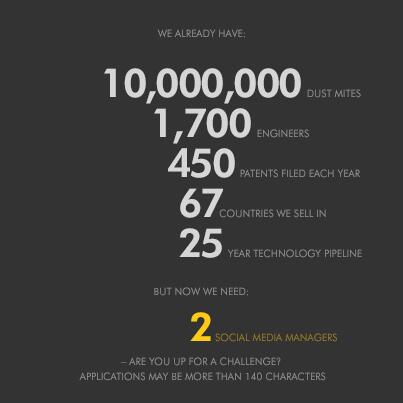 WE ALREADY HAVE:
10,000,000 DUST MITES
1,700 ENGINEERS
450 PATENTS FILED EACH YEAR
67 COUNTRIES WE SELL IN
25 YEAR TECHNOLOGY PIPELINE
BUT NOW WE NEED:
2 SOCIAL MEDIA MANAGERS
– ARE YOU UP FOR A CHALLENGE?
APPLICATIONS MAY BE MORE THAN 140 CHARACTERS